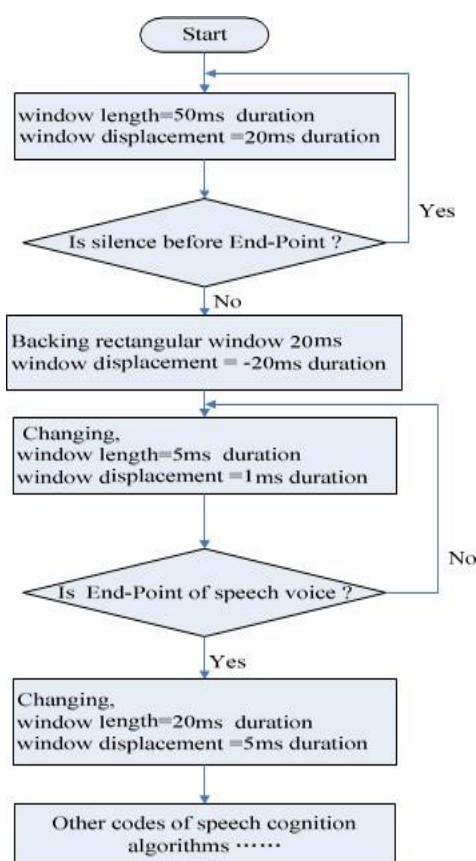 Start
window length=50ms duration
window displacement =20ms duration
Yes
Is silence before End-Point ?
No
Backing rectangular window 20ms
window displacement = -20ms duration
Changing,
window length=5ms duration
window displacement =1ms duration
No
Is End-Point of speech voice ?
Yes
Changing,
window length=20ms duration
window displacement =5ms duration
Other codes of speech cognition
algorithms ······